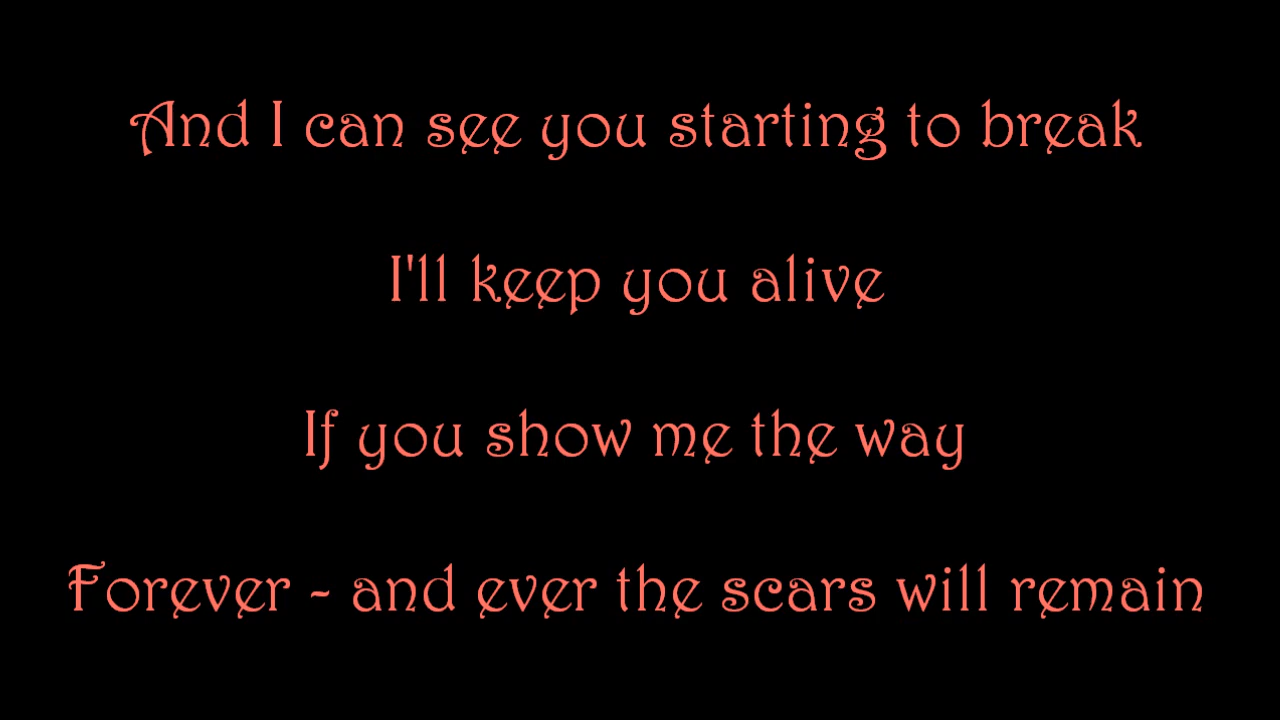 And I can see you starting to break
I'll keep you alive
If you show me the way
Forever - and ever the scars will remain